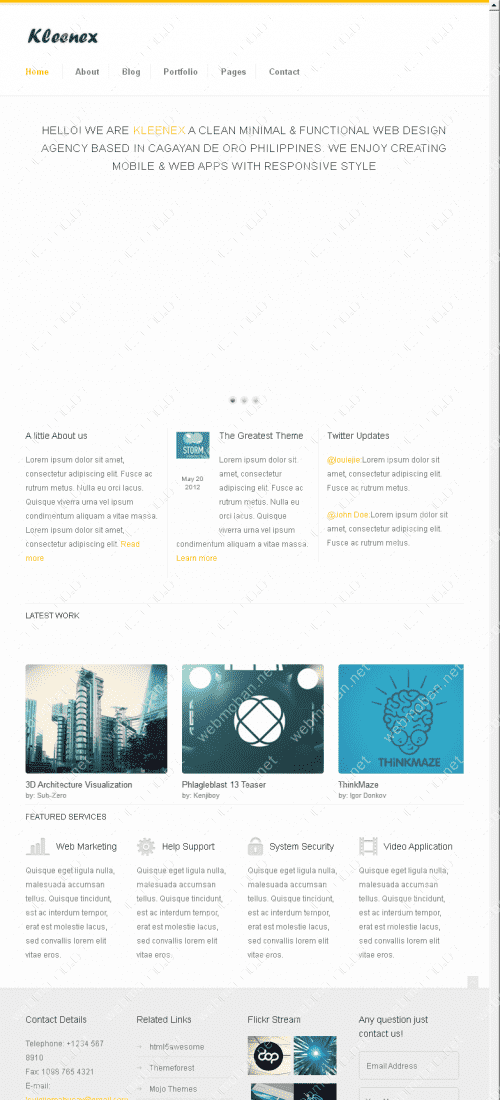 Kleenex
Home About Blog Portfolio Pages Contact
HELLO! WE ARE KLEENEX A CLEAN MINIMAL & FUNCTIONAL WEB DESIGN
AGENCY BASED IN CAGAYAN DE ORO PHILIPPINES. WE ENJOY CREATING
MOBILE & WEB APPS WITH RESPONSIVE STYLE
A little About us
Lorem ipsum dolor sit amet,
consectetur adipiscing elit. Fusce ac
rutrum metus. Nulla eu orci lacus.
Quisque viverra urna vel ipsum
condimentum aliquam a vitae massa.
Lorem ipsum dolor sit amet,
consectetur adipiscing elit. Read
more
STORM
May 20
2012
The Greatest Theme
Lorem ipsum dolor sit
amet, consectetur
adipiscing elit. Fusce ac
rutrum metus. Nulla eu
orci lacus. Quisque
viverra urna vel ipsum
condimentum aliquam a vitae massa.
Learn more
Twitter Updates
@louiejie Lorem ipsum dolor sit
amet, consectetur adipiscing elit.
Fusce ac rutrum metus.
@John Doe Lorem ipsum dolor sit
amet, consectetur adipiscing elit.
Fusce ac rutrum metus.
LATEST WORK
webmoban.net
THiNKMAZE
3D Architecture Visualization
by: Sub-Zero
Phlagleblast 13 Teaser
by: Kenjiboy
ThinkMaze
by: Igor Donkov
FEATURED SERVICES
Web Marketing
Quisque eget ligula nulla,
malesuada accumsan
tellus. Quisque tincidunt,
est ac interdum tempor,
erat est molestie lacus,
sed convallis lorem elit
vitae eros.
Help Support
Quisque eget ligula nulla,
malesuada accumsan
tellus. Quisque tincidunt,
est ac interdum tempor,
erat est molestie lacus,
sed convallis lorem elit
vitae eros.
System Security
Quisque eget ligula nulla,
malesuada accumsan
tellus. Quisque tincidunt,
est ac interdum tempor,
erat est molestie lacus,
sed convallis lorem elit
vitae eros.
Video Application
Quisque eget ligula nulla,
malesuada accumsan
tellus. Quisque tincidunt,
est ac interdum tempor,
erat est molestie lacus,
sed convallis lorem elit
vitae eros.
Contact Details
Telephone: +1234 567
8910
Fax: 1098 765 4321
E-mail:
Related Links
html5awesome
Themeforest
Mojo Themes
Flickr Stream
Any question just
contact us!
Email Address